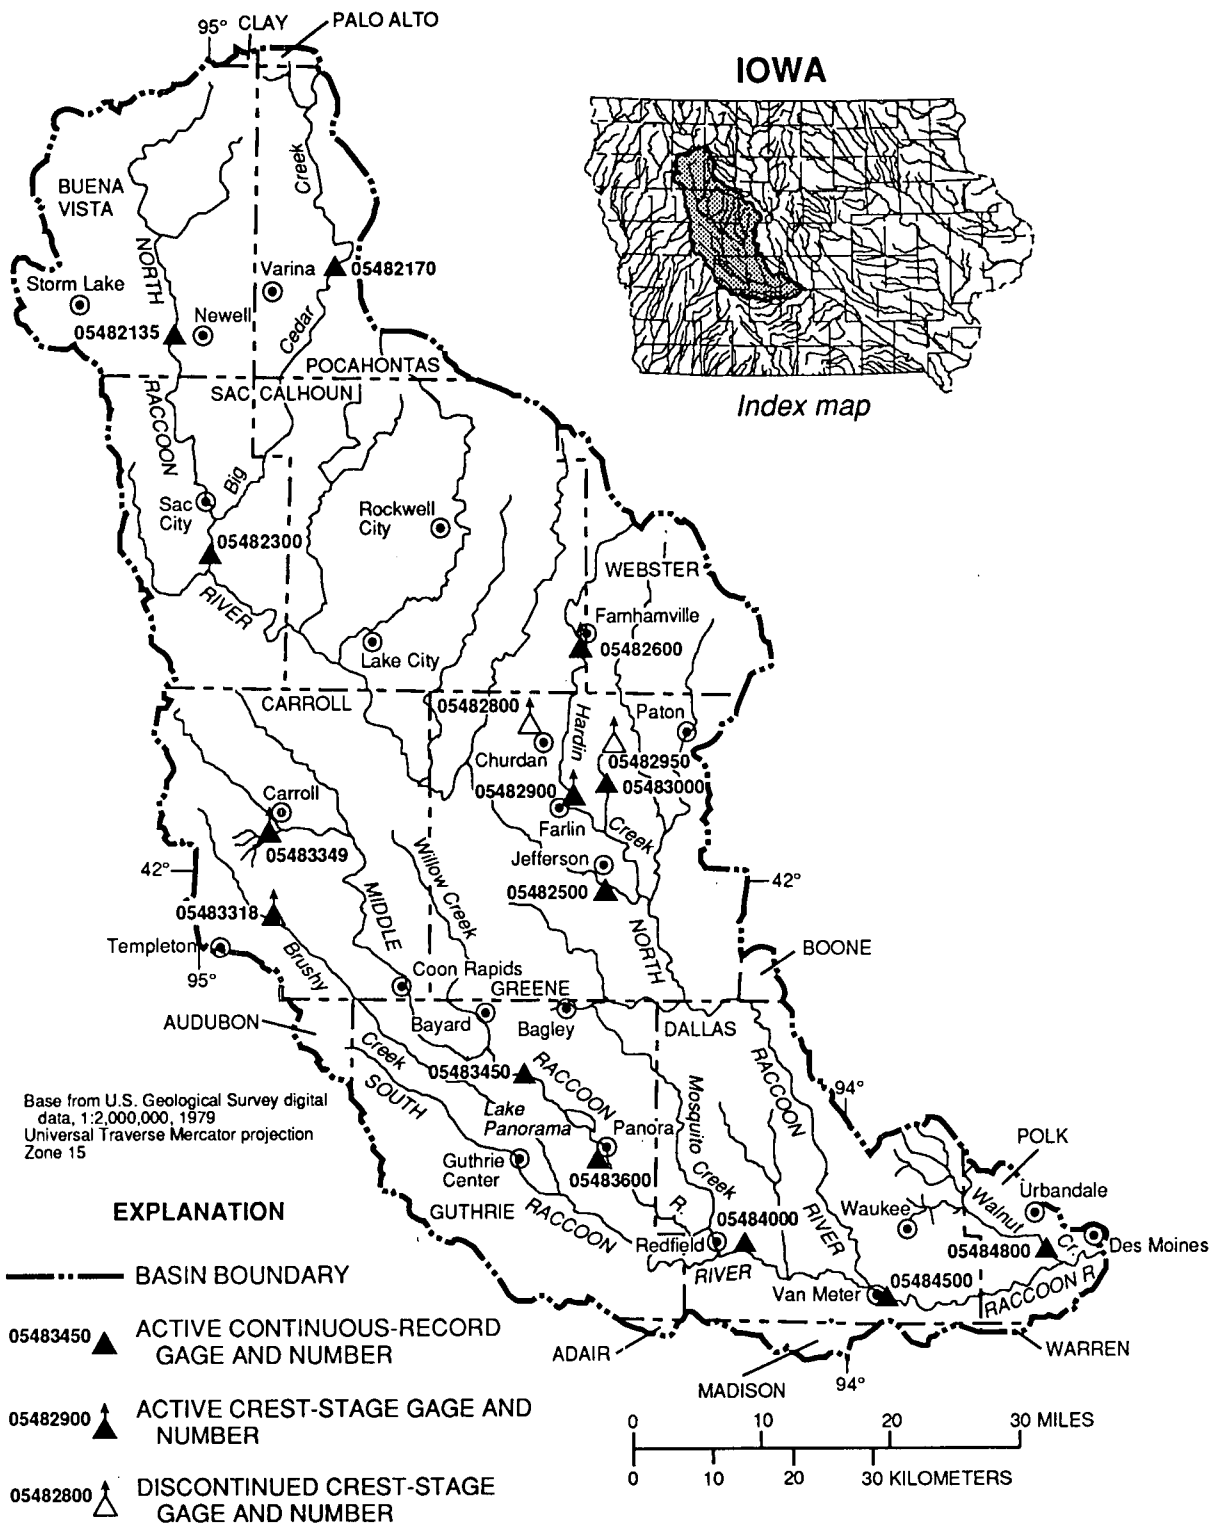 95° CLAY
PALO ALTO
IOWA
Creek
BUENA
VISTA
NORTH
Varina
05482170
Storm Lake
Newell
05482135
Cedar
POCAHONTAS
SAC
CALHOUN
Index map
RACCOON
Big
Sac
City
Rockwell
City
05482300
WEBSTER
RIVER
Farnhamville
05482600
Lake City
CARROLL
05482800
Hardin
Paton
Churdan
05482950
05482900
05483000
Carroll
Farlin
Creek
05483349
Willow Creek
Jefferson
42°
42°
MIDDLE
05482500
05483318
NORTH
Templeton
Brushy
BOONE
95°
Coon Rapids
GREENE
AUDUBON
Bayard
Bagley
DALLAS
Creek
RACCOON
RACCOON
05483450
SOUTH
94°
Base from U.S. Geological Survey digital
data, 1:2,000,000, 1979
Universal Traverse Mercator projection
Zone 15
Lake
Panorama
Mosquito Creek
Panora
POLK
Guthrie
Center
05483600
Walnut Cr.
Urbandale
EXPLANATION
GUTHRIE
RACCOON
R.
05484000
RIVER
Waukee
Redfield
05484800
Des Moines
BASIN BOUNDARY
RIVER
05484500
Van Meter
RACCOON R
05483450
ACTIVE CONTINUOUS-RECORD
GAGE AND NUMBER
ADAIR
WARREN
MADISON
94°
05482900
ACTIVE CREST-STAGE GAGE AND
NUMBER
0 10 20 30 MILES
0 10 20 30 KILOMETERS
05482800
DISCONTINUED CREST-STAGE
GAGE AND NUMBER